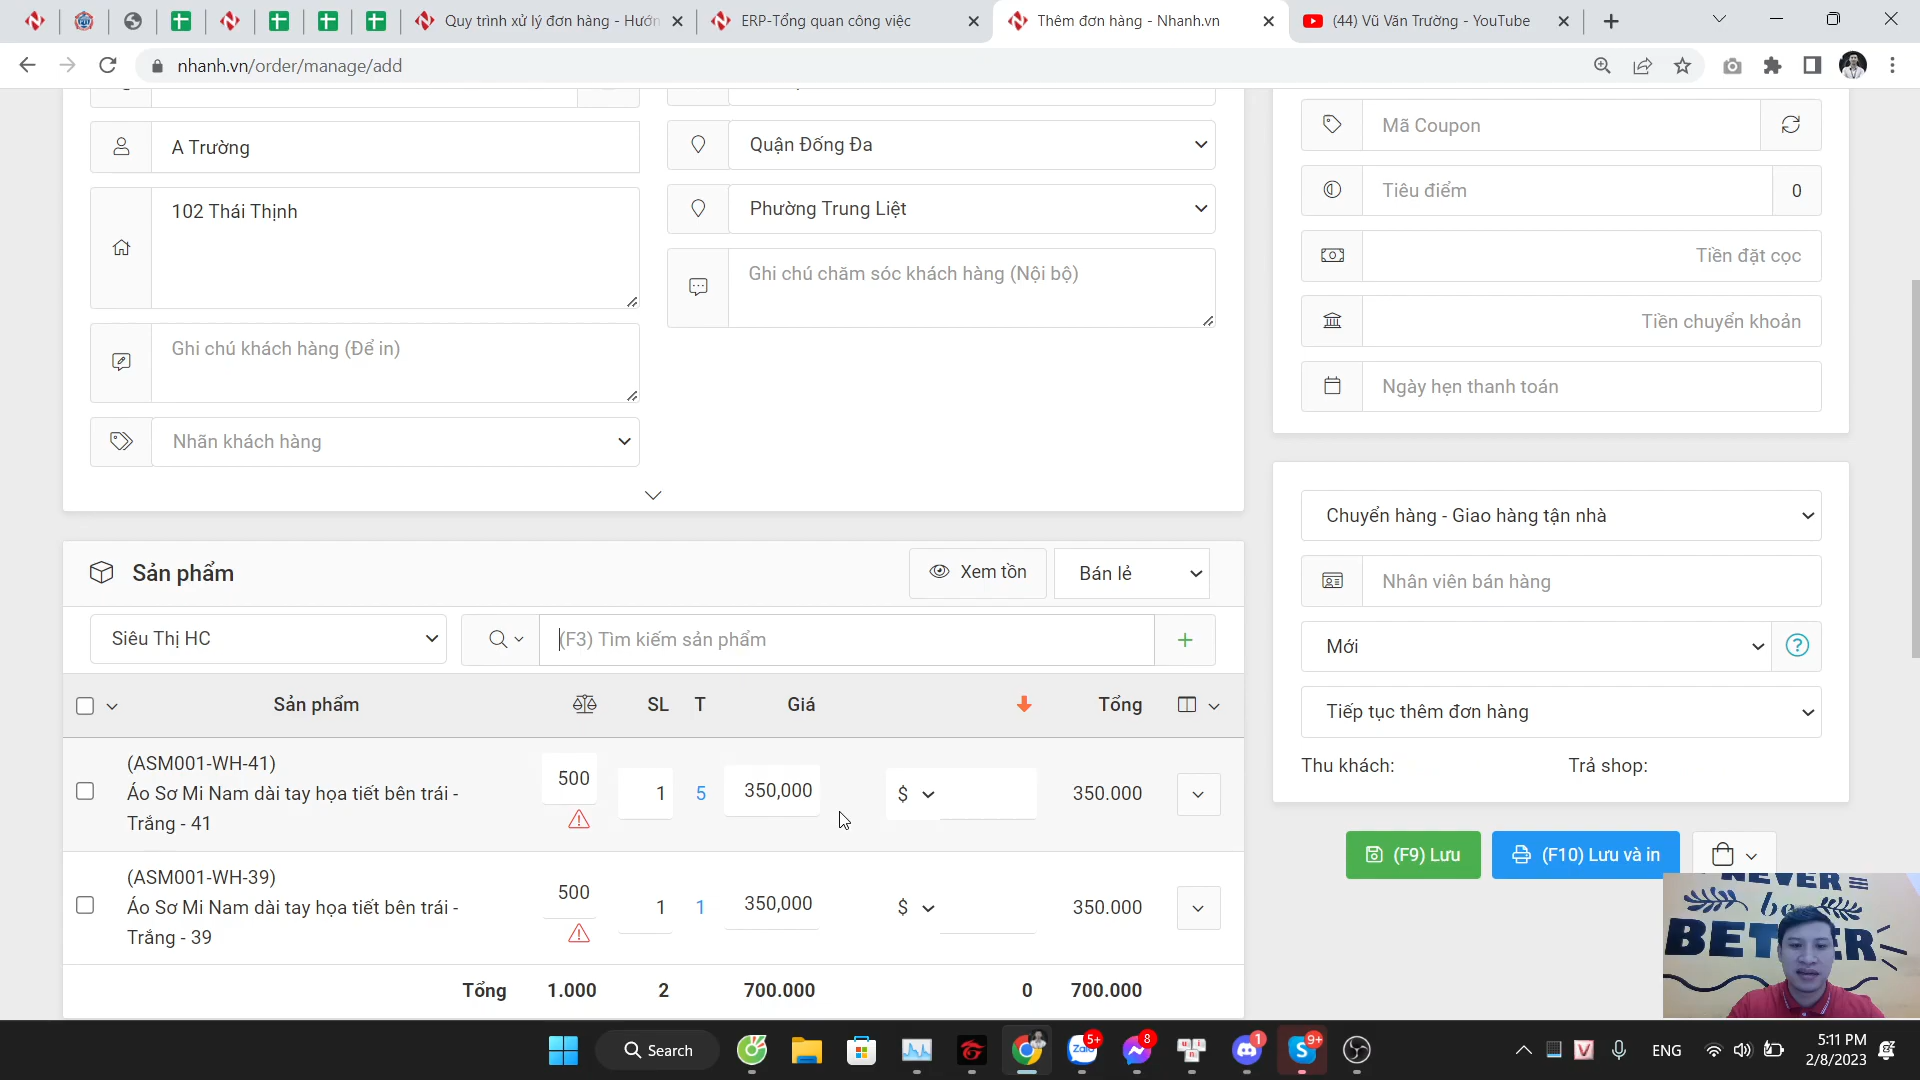 Quy trình xử lý đơn hàng - Hướn
ERP-Tổng quan công việc
Thêm đơn hàng - Nhanh.vn
(44) Vũ Văn Trường - YouTube
nhanh.vn/order/manage/add
A Trường
102 Thái Thịnh
Ghi chú khách hàng (Để in)
Nhãn khách hàng
Quận Đống Đa
Phường Trung Liệt
Ghi chú chăm sóc khách hàng (Nội bộ)
Mã Coupon
Tiêu điểm 0
Tiền đặt cọc
Tiền chuyển khoản
Ngày hẹn thanh toán
Chuyển hàng - Giao hàng tận nhà
Nhân viên bán hàng
Mới
Tiếp tục thêm đơn hàng
Thu khách: Trả shop:
(F9) Lưu (F10) Lưu và in
Sản phẩm Xem tồn Bán lẻ
Siêu Thị HC (F3) Tìm kiếm sản phẩm
Sản phẩm SL T Giá Tổng
(ASM001-WH-41)
Áo Sơ Mi Nam dài tay họa tiết bên trái -
Trắng - 41
500 1 5 350,000 $ 350.000
(ASM001-WH-39)
Áo Sơ Mi Nam dài tay họa tiết bên trái -
Trắng - 39
500 1 1 350,000 $ 350.000
Tổng 1.000 2 700.000 0 700.000
NEVER
be
BETTER
Search
Zalo 5+
8
1
9+
ENG
5:11 PM
2/8/2023